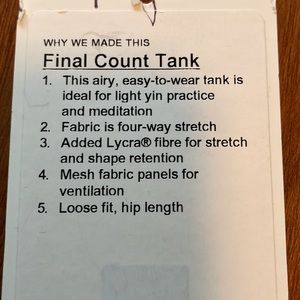 WHY WE MADE THIS
Final Count Tank
1. This airy, easy-to-wear tank is
ideal for light yin practice
and meditation
2. Fabric is four-way stretch
3. Added Lycra® fibre for stretch
and shape retention
4. Mesh fabric panels for
ventilation
5. Loose fit, hip length